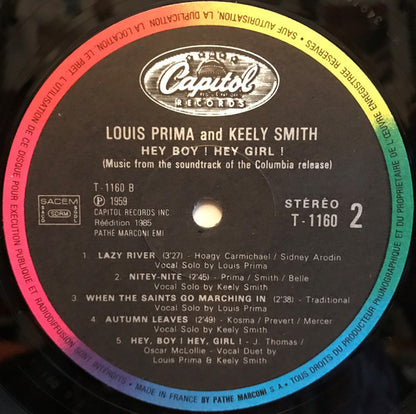 Capitol
RECORDS
LOUIS PRIMA and KEELY SMITH
HEY BOY ! HEY GIRL !
(Music from the soundtrack of the Columbia release)
T-1160 B
℗ 1959
CAPITOL RECORDS INC
Réédition 1985
PATHÉ MARCONI EMI
SACEM
SDRM
STÉRÉO
T-1160
2
1. LAZY RIVER (3'27) - Hoagy Carmichael / Sidney Arodin
Vocal Solo by Louis Prima
2. NITEY-NITE (2'45) - Prima / Smith / Belle
Vocal Solo by Keely Smith
3. WHEN THE SAINTS GO MARCHING IN (2'38) - Traditional
Vocal Solo by Louis Prima
4. AUTUMN LEAVES (2'49) - Kosma / Prevert / Mercer
Vocal Solo by Keely Smith
5. HEY, BOY ! HEY, GIRL ! - J. Thomas /
Oscar McLollie - Vocal Duet by
Louis Prima & Keely Smith
TOUS DROITS DU PRODUCTEUR PHONOGRAPHIQUE ET DU PROPRIETAIRE DE L'ŒUVRE ENREGISTREE RESERVES • SAUF AUTORISATION, LA DUPLICATION, LA LOCATION, LE PRET, L'UTILISATION DE CE DISQUE POUR EXECUTION PUBLIQUE ET RADIODIFFUSION SONT INTERDITES • MADE IN FRANCE BY PATHE MARCONI S A •